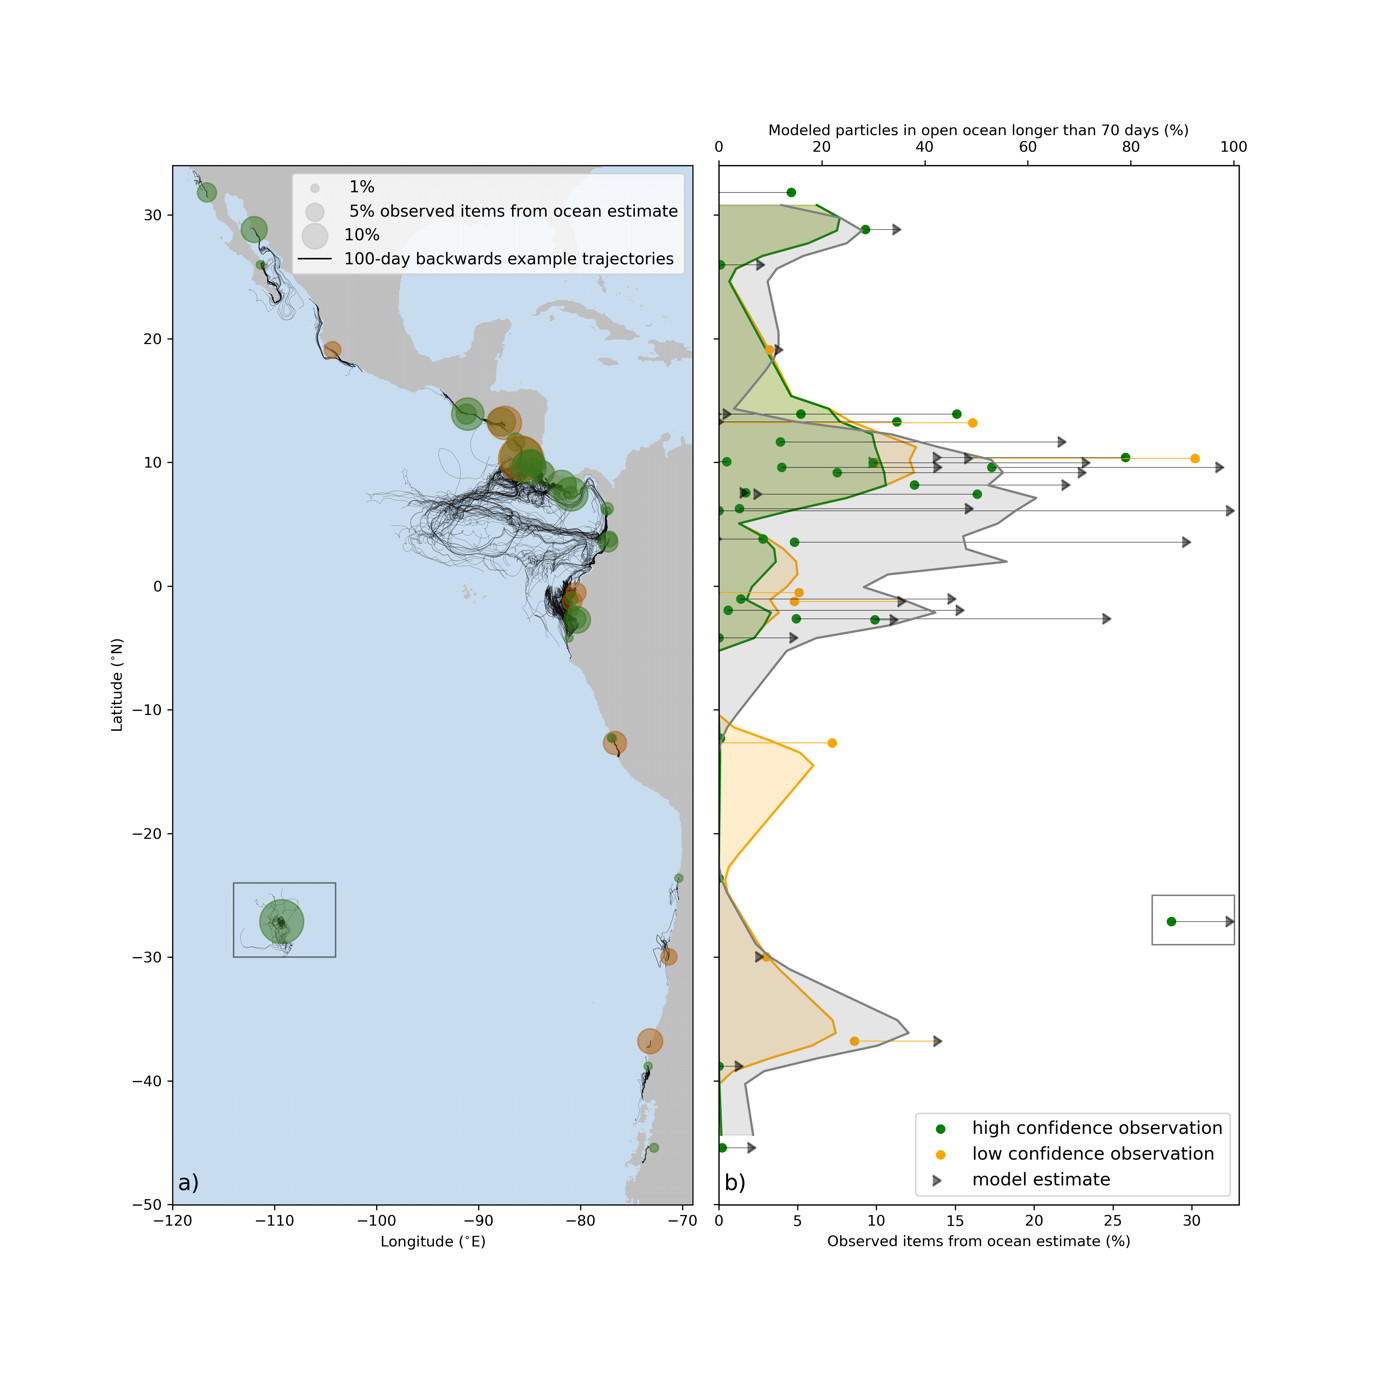 Modeled particles in open ocean longer than 70 days (%)
0 20 40 60 80 100
1%
5% observed items from ocean estimate
10%
100-day backwards example trajectories
30
20
10
0
−10
−20
−30
−40
−50
Latitude (°N)
a)
b)
high confidence observation
low confidence observation
model estimate
−120 −110 −100 −90 −80 −70
0 5 10 15 20 25 30
Longitude (°E)
Observed items from ocean estimate (%)